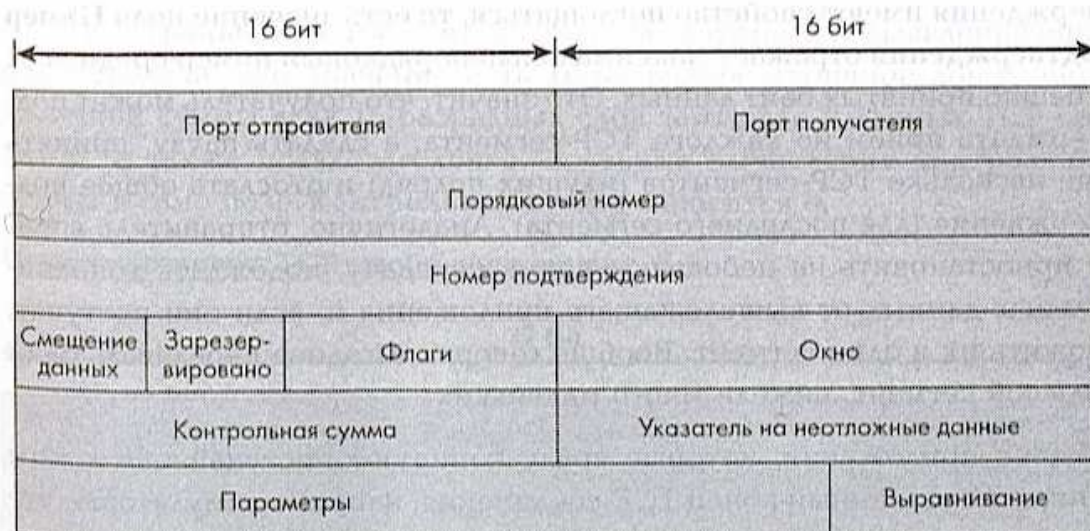 16 бит 16 бит
Порт отправителя Порт получателя
Порядковый номер
Номер подтверждения
Смещение данных Зарезер-
вировано Флаги Окно
Контрольная сумма Указатель на неотложные данные
Параметры Выравнивание